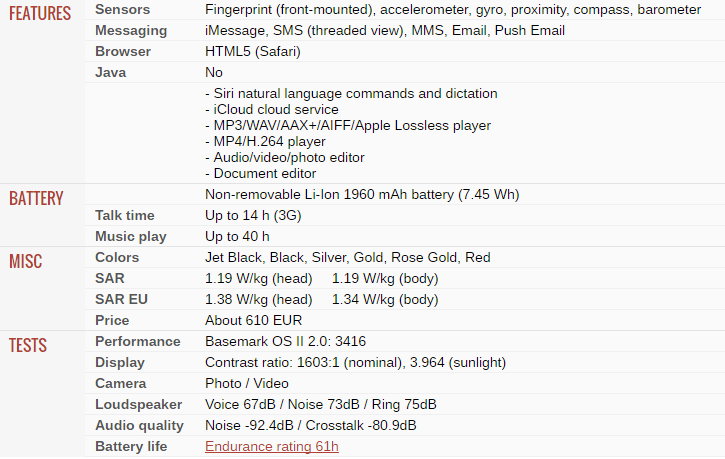 FEATURES Sensors Fingerprint (front-mounted), accelerometer, gyro, proximity, compass, barometer
Messaging iMessage, SMS (threaded view), MMS, Email, Push Email
Browser HTML5 (Safari)
Java No
- Siri natural language commands and dictation
- iCloud cloud service
- MP3/WAV/AAX+/AIFF/Apple Lossless player
- MP4/H.264 player
- Audio/video/photo editor
- Document editor
BATTERY Non-removable Li-Ion 1960 mAh battery (7.45 Wh)
Talk time Up to 14 h (3G)
Music play Up to 40 h
MISC Colors Jet Black, Black, Silver, Gold, Rose Gold, Red
SAR 1.19 W/kg (head) 1.19 W/kg (body)
SAR EU 1.38 W/kg (head) 1.34 W/kg (body)
Price About 610 EUR
TESTS Performance Basemark OS II 2.0: 3416
Display Contrast ratio: 1603:1 (nominal), 3.964 (sunlight)
Camera Photo / Video
Loudspeaker Voice 67dB / Noise 73dB / Ring 75dB
Audio quality Noise -92.4dB / Crosstalk -80.9dB
Battery life Endurance rating 61h